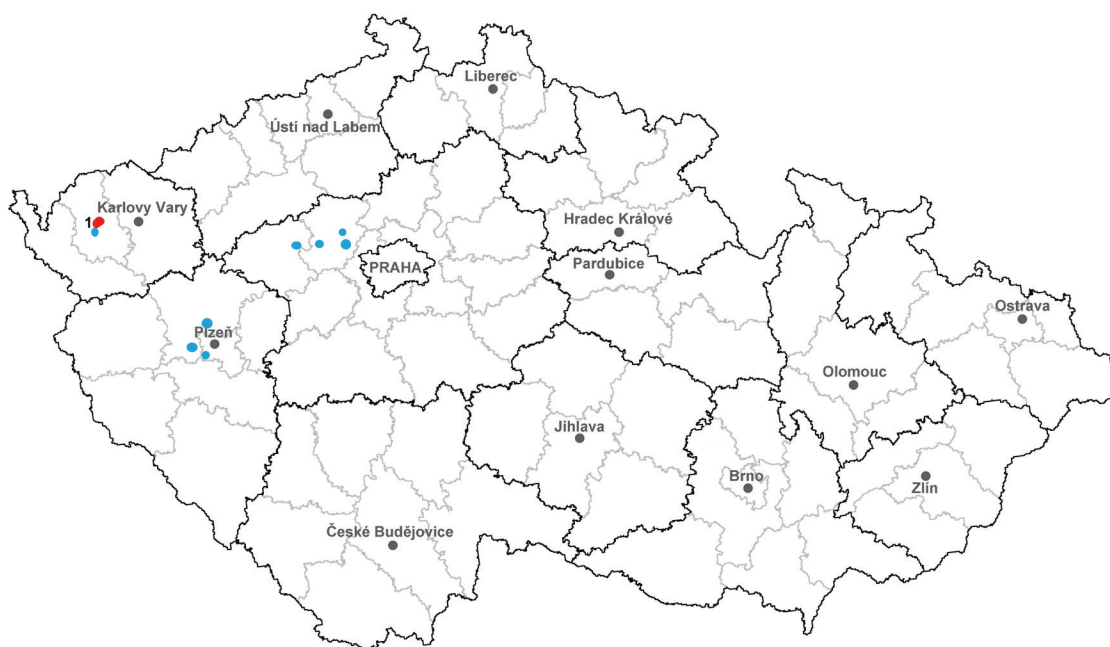 Liberec
Ústí nad Labem
Karlovy Vary
1
Hradec Králové
PRAHA
Pardubice
Ostrava
Plzeň
Olomouc
Jihlava
Brno
Zlín
České Budějovice